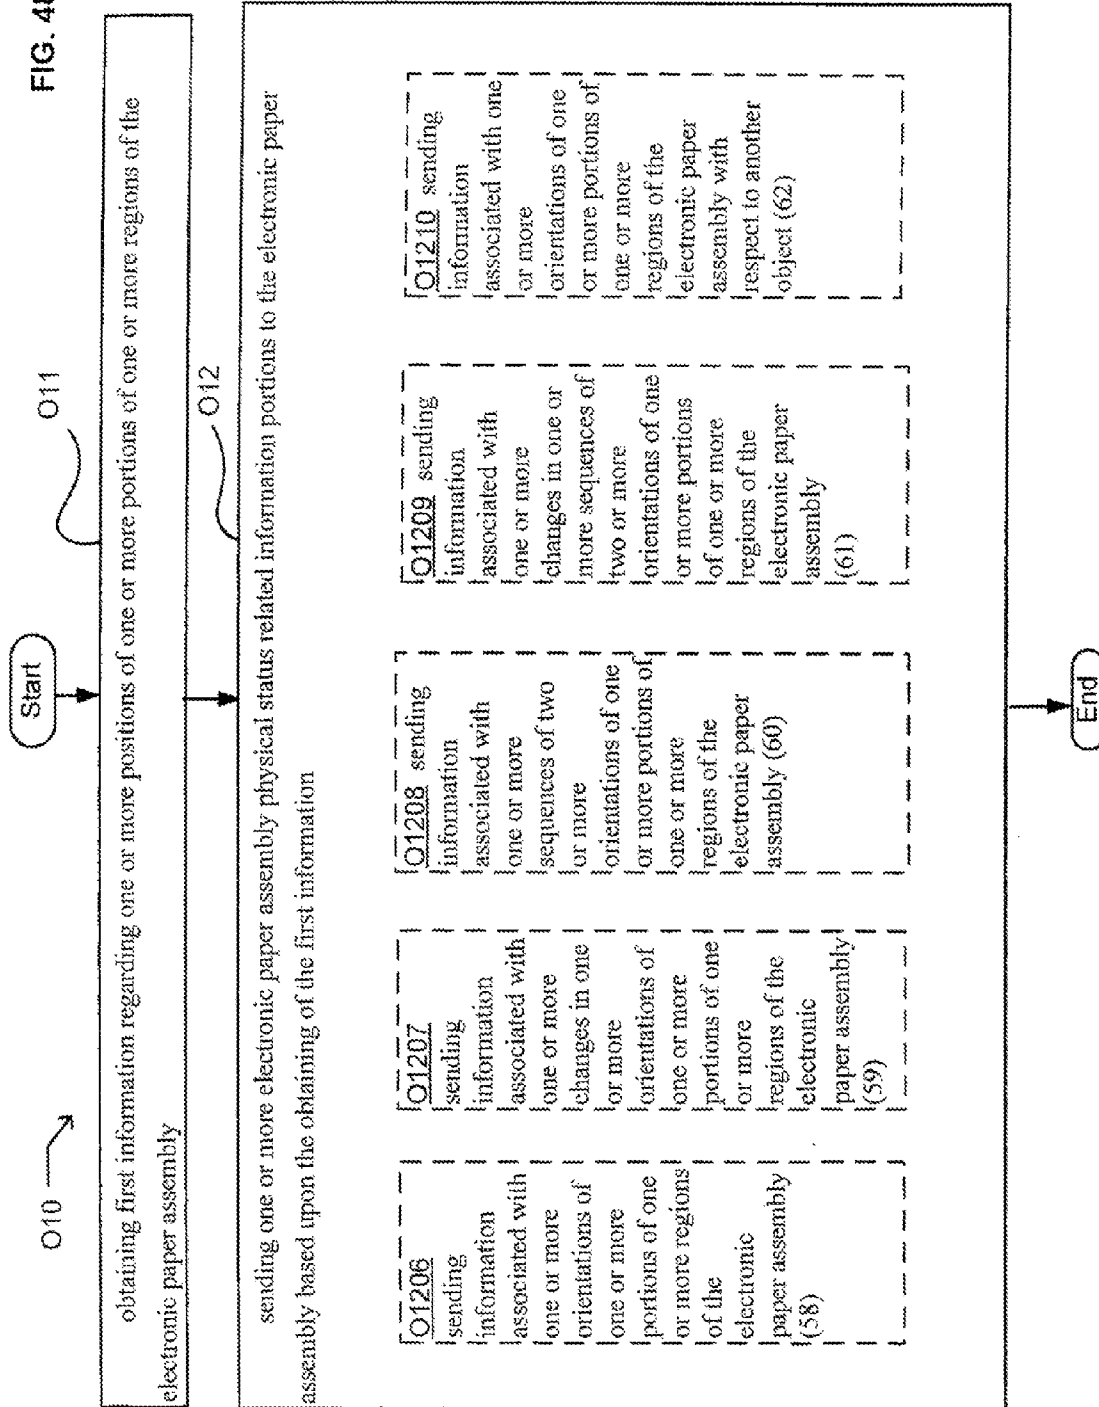 FIG. 4
Start
O10
O11
obtaining first information regarding one or more positions of one or more portions of one or more regions of the
electronic paper assembly
O12
sending one or more electronic paper assembly physical status related information portions to the electronic paper
assembly based upon the obtaining of the first information
O1206
sending
information
associated with
one or more
orientations of
one or more
portions of one
or more regions
of the
electronic
paper assembly
(58)
O1207
sending
information
associated with
one or more
changes in one
or more
orientations of
one or more
portions of one
or more
regions of the
electronic
paper assembly
(59)
O1208 sending
information
associated with
one or more
sequences of two
or more
orientations of one
or more portions of
one or more
regions of the
electronic paper
assembly (60)
O1209 sending
information
associated with
one or more
changes in one or
more sequences of
two or more
orientations of one
or more portions
of one or more
regions of the
electronic paper
assembly
(61)
O1210 sending
information
associated with one
or more
orientations of one
or more portions of
one or more
regions of the
electronic paper
assembly with
respect to another
object (62)
End